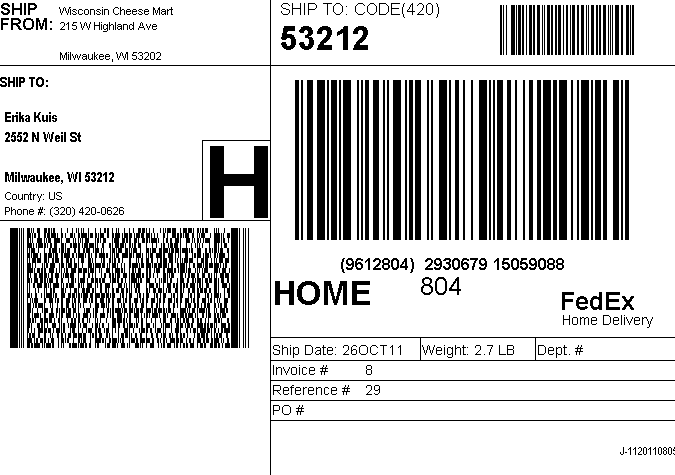 SHIP FROM: Wisconsin Cheese Mart
215 W Highland Ave
Milwaukee, WI 53202
SHIP TO: CODE(420)
53212
SHIP TO:
Erika Kuis
2552 N Weil St
Milwaukee, WI 53212
Country: US
Phone #: (320) 420-0626
H
(9612804) 2930679 15059088
HOME 804
FedEx
Home Delivery
Ship Date: 26OCT11 Weight: 2.7 LB Dept. #
Invoice # 8
Reference # 29
PO #
J-1120110805